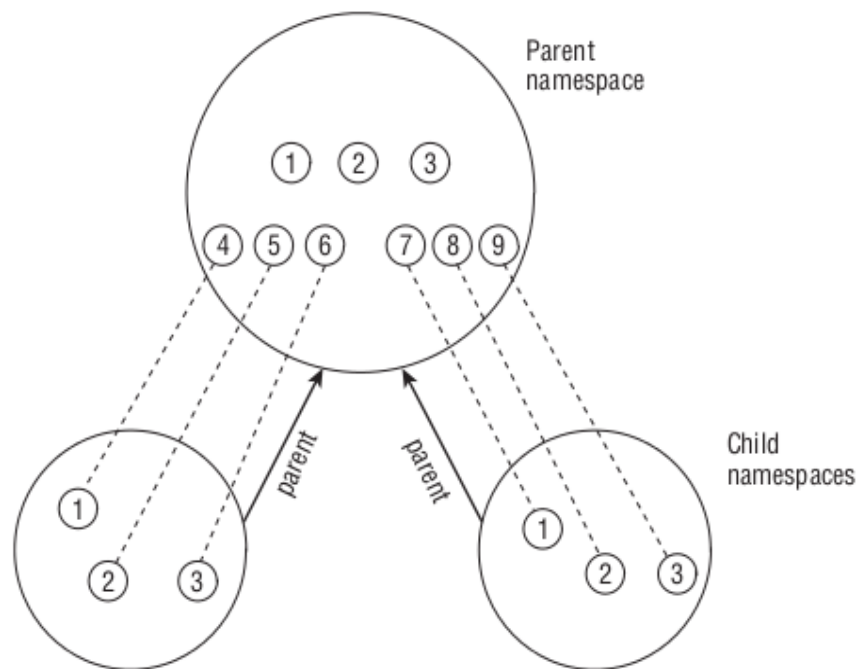 Parent
namespace
1 2 3
4 5 6 7 8 9
parent
parent
Child
namespaces
1
2 3
1
2 3